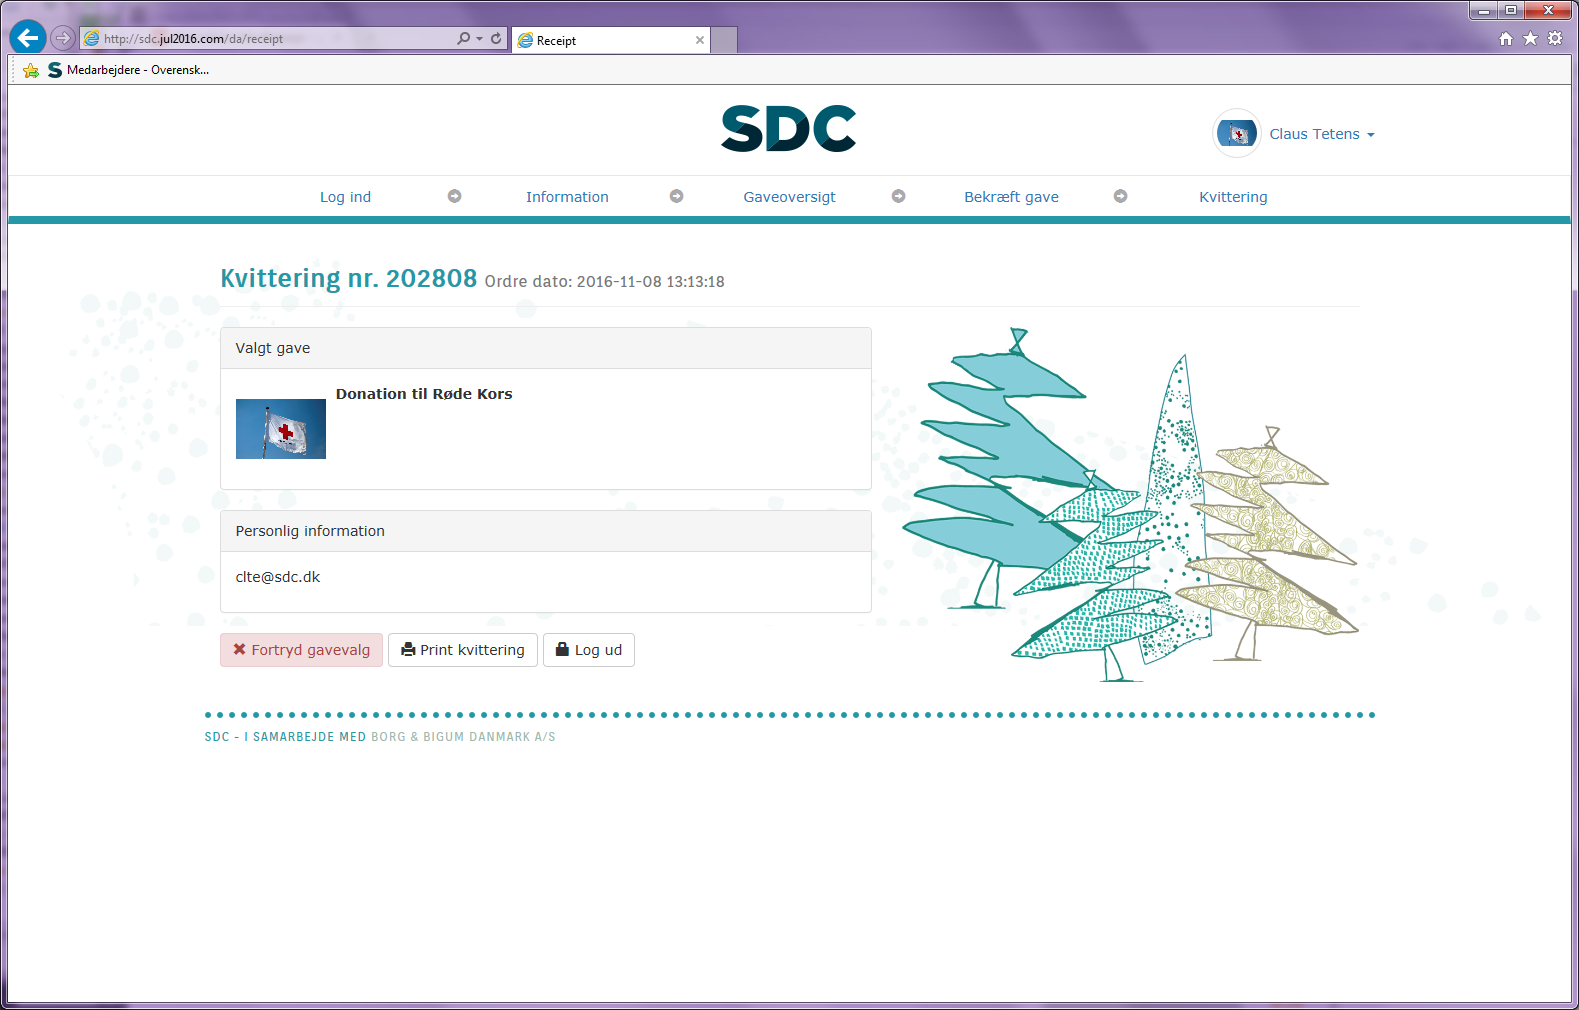 http://sdc.jul2016.com/da/receipt
Receipt
Medarbejdere - Overensk...
SDC
Claus Tetens
Log ind
Information
Gaveoversigt
Bekræft gave
Kvittering
Kvittering nr. 202808 Ordre dato: 2016-11-08 13:13:18
Valgt gave
Donation til Røde Kors
Personlig information
clte@sdc.dk
Fortryd gavevalg
Print kvittering
Log ud
SDC - I SAMARBEJDE MED BORG & BIGUM DANMARK A/S